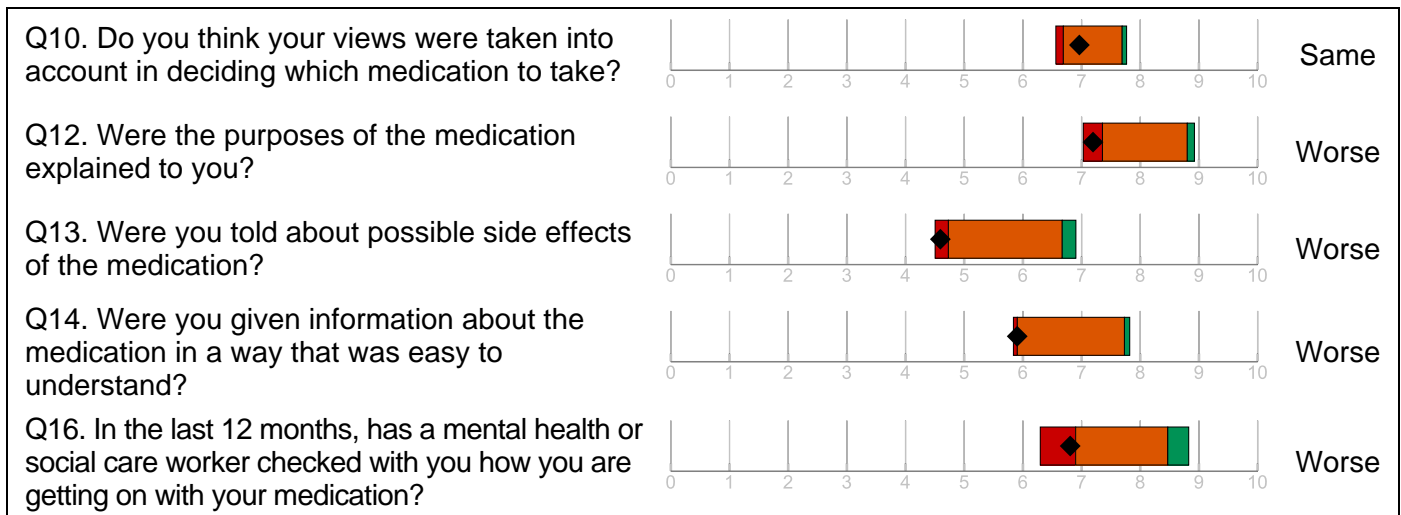 Q10. Do you think your views were taken into
account in deciding which medication to take?
Same
0 1 2 3 4 5 6 7 8 9 10
Q12. Were the purposes of the medication
explained to you?
Worse
0 1 2 3 4 5 6 7 8 9 10
Q13. Were you told about possible side effects
of the medication?
Worse
0 1 2 3 4 5 6 7 8 9 10
Q14. Were you given information about the
medication in a way that was easy to
understand?
Worse
0 1 2 3 4 5 6 7 8 9 10
Q16. In the last 12 months, has a mental health or
social care worker checked with you how you are
getting on with your medication?
Worse
0 1 2 3 4 5 6 7 8 9 10